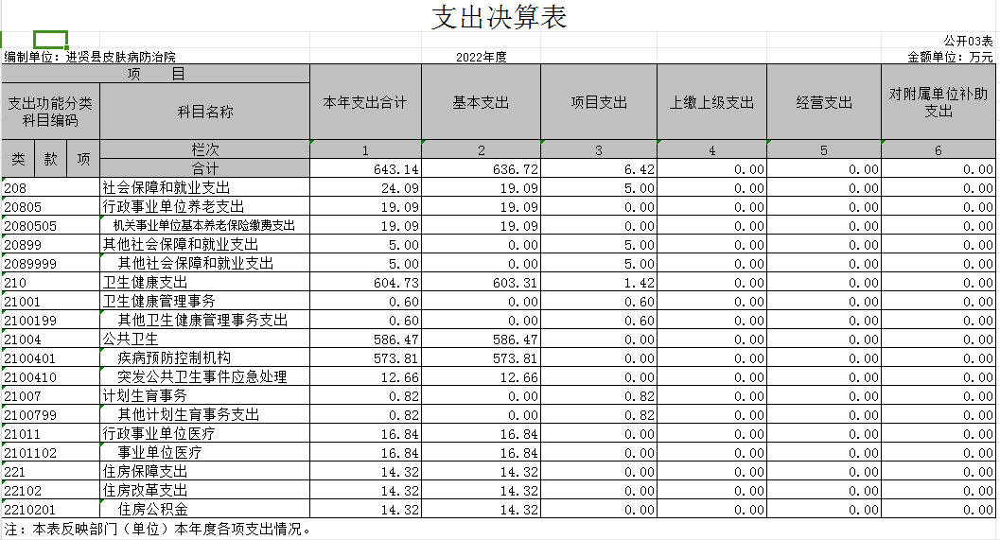 支出决算表
公开03表
编制单位：进贤县皮肤病防治院 2022年度 金额单位：万元
项 目 本年支出合计 基本支出 项目支出 上缴上级支出 经营支出 对附属单位补助支出
支出功能分类科目编码 科目名称
类 款 项 栏次 1 2 3 4 5 6
合计 643.14 636.72 6.42 0.00 0.00 0.00
208 社会保障和就业支出 24.09 19.09 5.00 0.00 0.00 0.00
20805 行政事业单位养老支出 19.09 19.09 0.00 0.00 0.00 0.00
2080505 机关事业单位基本养老保险缴费支出 19.09 19.09 0.00 0.00 0.00 0.00
20899 其他社会保障和就业支出 5.00 0.00 5.00 0.00 0.00 0.00
2089999 其他社会保障和就业支出 5.00 0.00 5.00 0.00 0.00 0.00
210 卫生健康支出 604.73 603.31 1.42 0.00 0.00 0.00
21001 卫生健康管理事务 0.60 0.00 0.60 0.00 0.00 0.00
2100199 其他卫生健康管理事务支出 0.60 0.00 0.60 0.00 0.00 0.00
21004 公共卫生 586.47 586.47 0.00 0.00 0.00 0.00
2100401 疾病预防控制机构 573.81 573.81 0.00 0.00 0.00 0.00
2100410 突发公共卫生事件应急处理 12.66 12.66 0.00 0.00 0.00 0.00
21007 计划生育事务 0.82 0.00 0.82 0.00 0.00 0.00
2100799 其他计划生育事务支出 0.82 0.00 0.82 0.00 0.00 0.00
21011 行政事业单位医疗 16.84 16.84 0.00 0.00 0.00 0.00
2101102 事业单位医疗 16.84 16.84 0.00 0.00 0.00 0.00
221 住房保障支出 14.32 14.32 0.00 0.00 0.00 0.00
22102 住房改革支出 14.32 14.32 0.00 0.00 0.00 0.00
2210201 住房公积金 14.32 14.32 0.00 0.00 0.00 0.00
注：本表反映部门（单位）本年度各项支出情况。